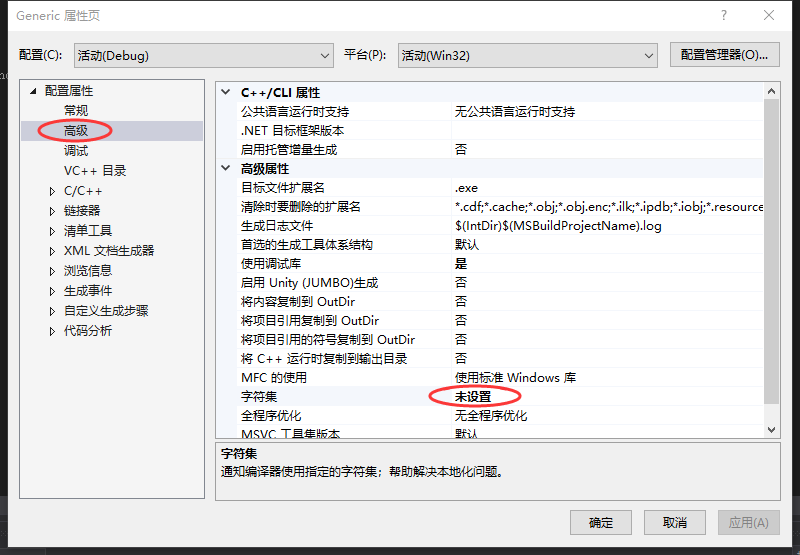 Generic 属性页
配置(C): 活动(Debug) 平台(P): 活动(Win32) 配置管理器(O)...
配置属性
常规
高级
调试
VC++ 目录
C/C++
链接器
清单工具
XML 文档生成器
浏览信息
生成事件
自定义生成步骤
代码分析
C++/CLI 属性
公共语言运行时支持 无公共语言运行时支持
.NET 目标框架版本
启用托管增量生成 否
高级属性
目标文件扩展名 .exe
清除时要删除的扩展名 *.cdf;*.cache;*.obj;*.obj.enc;*.ilk;*.ipdb;*.iobj;*.resource
生成日志文件 $(IntDir)$(MSBuildProjectName).log
首选的生成工具体系结构 默认
使用调试库 是
启用 Unity (JUMBO)生成 否
将内容复制到 OutDir 否
将项目引用复制到 OutDir 否
将项目引用的符号复制到 OutDir 否
将 C++ 运行时复制到输出目录 否
MFC 的使用 使用标准 Windows 库
字符集 未设置
全程序优化 无全程序优化
MSVC 工具集版本 默认
字符集
通知编译器使用指定的字符集；帮助解决本地化问题。
确定 取消 应用(A)